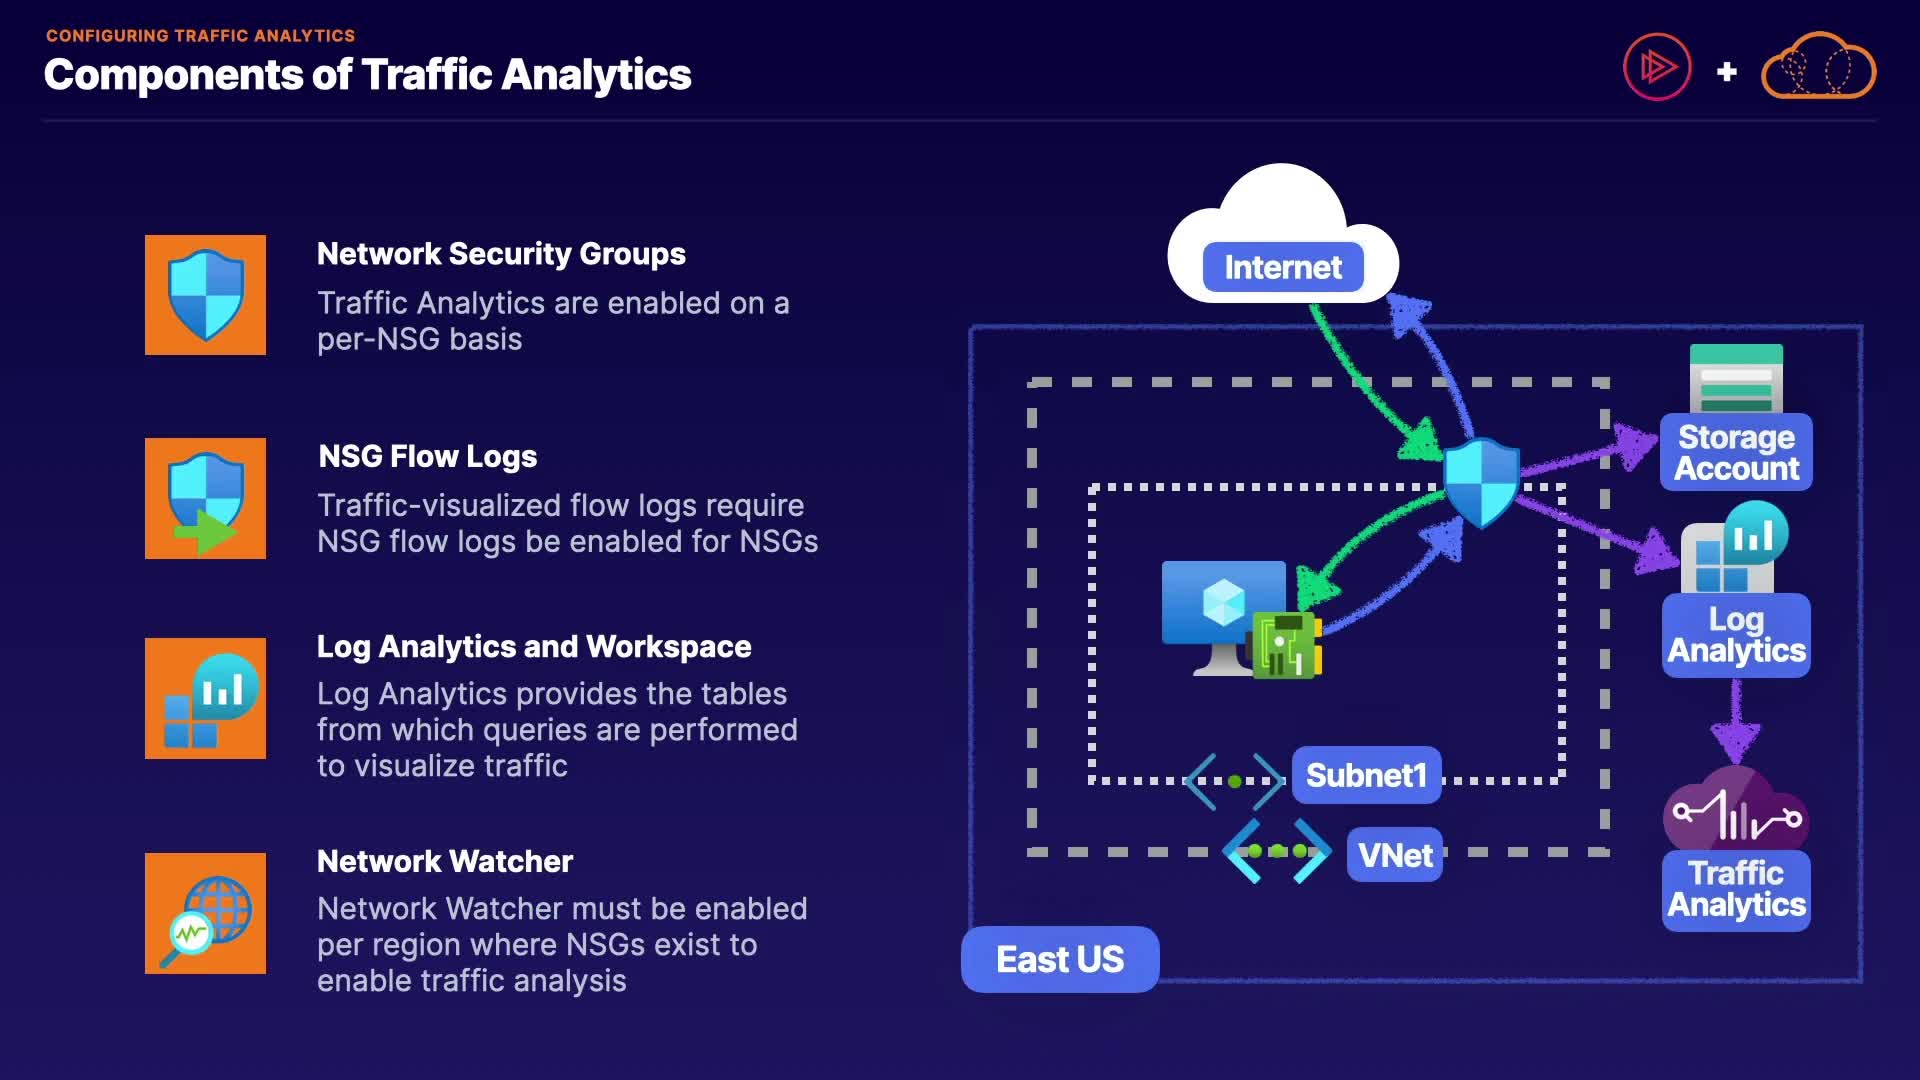 CONFIGURING TRAFFIC ANALYTICS
Components of Traffic Analytics
Network Security Groups
Traffic Analytics are enabled on a
per-NSG basis
NSG Flow Logs
Traffic-visualized flow logs require
NSG flow logs be enabled for NSGs
Log Analytics and Workspace
Log Analytics provides the tables
from which queries are performed
to visualize traffic
Network Watcher
Network Watcher must be enabled
per region where NSGs exist to
enable traffic analysis
Internet
Storage
Account
Log
Analytics
Subnet1
VNet
Traffic
Analytics
East US